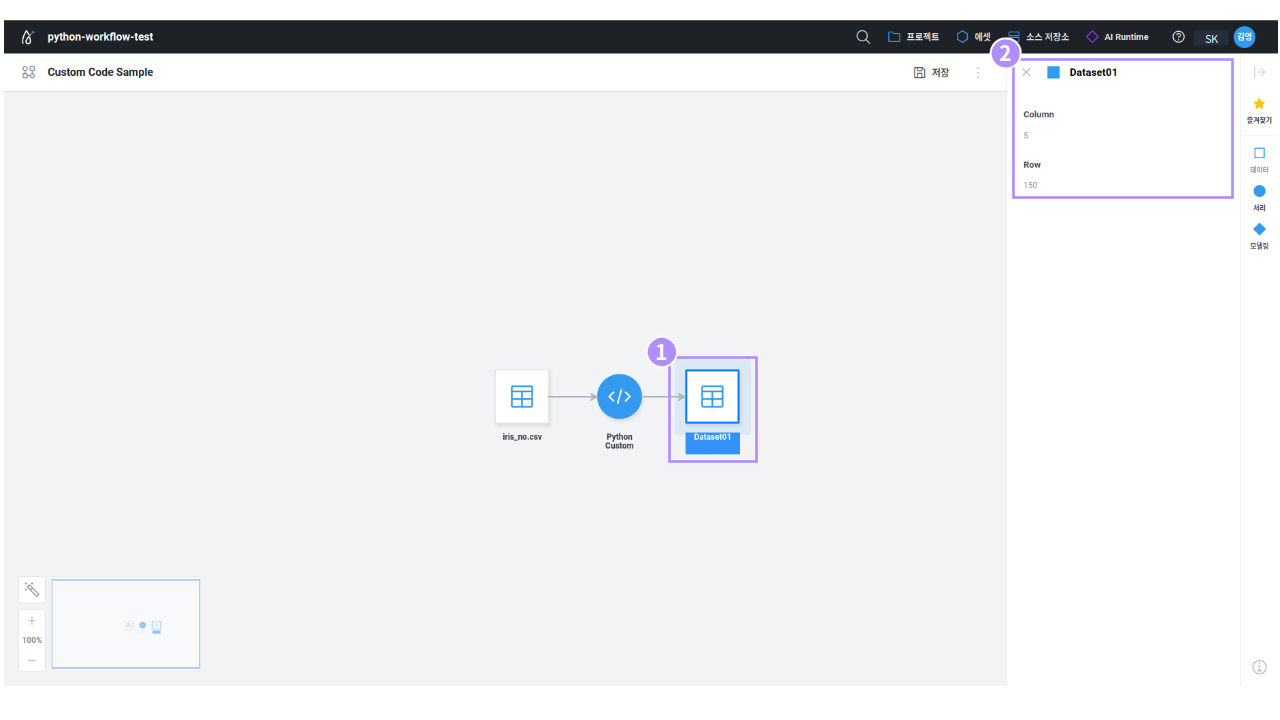 python-workflow-test
프로젝트
애셋
소스 저장소
AI Runtime
SK
김영
2
Custom Code Sample
저장
Dataset01
Column
5
Row
150
즐겨찾기
데이터
처리
모델링
1
iris_no.csv
Python
Custom
Dataset01
100%